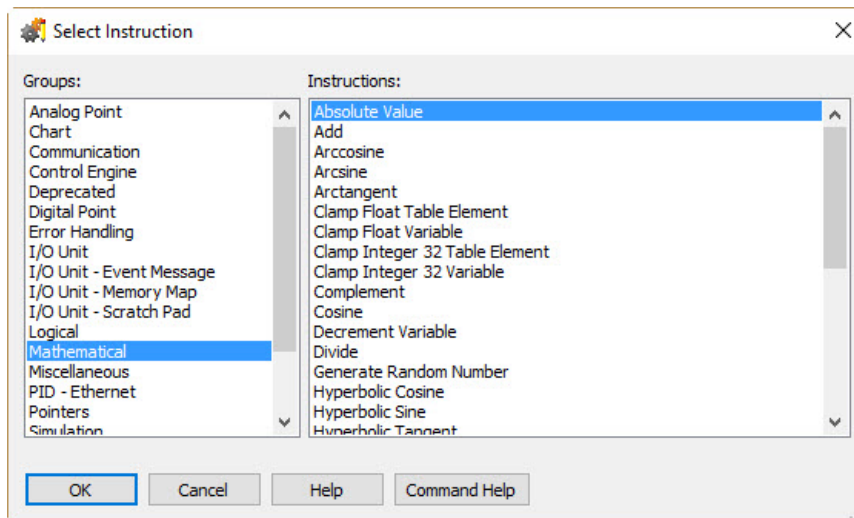 Select Instruction
Groups:
Analog Point
Chart
Communication
Control Engine
Deprecated
Digital Point
Error Handling
I/O Unit
I/O Unit - Event Message
I/O Unit - Memory Map
I/O Unit - Scratch Pad
Logical
Mathematical
Miscellaneous
PID - Ethernet
Pointers
Simulation
Instructions:
Absolute Value
Add
Arccosine
Arcsine
Arctangent
Clamp Float Table Element
Clamp Float Variable
Clamp Integer 32 Table Element
Clamp Integer 32 Variable
Complement
Cosine
Decrement Variable
Divide
Generate Random Number
Hyperbolic Cosine
Hyperbolic Sine
Hyperbolic Tangent
OK Cancel Help Command Help